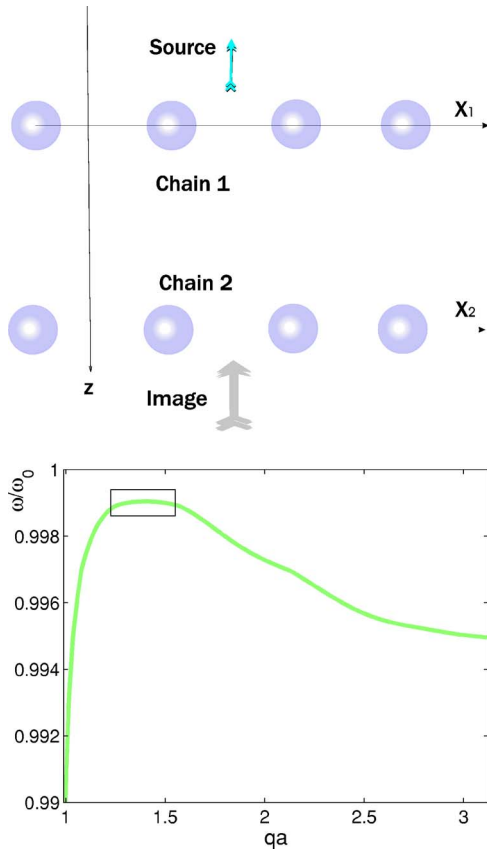 Source
X1
Chain 1
Chain 2
X2
z
Image
ω/ω0
1
0.998
0.996
0.994
0.992
0.99
1
1.5
2
2.5
3
qa